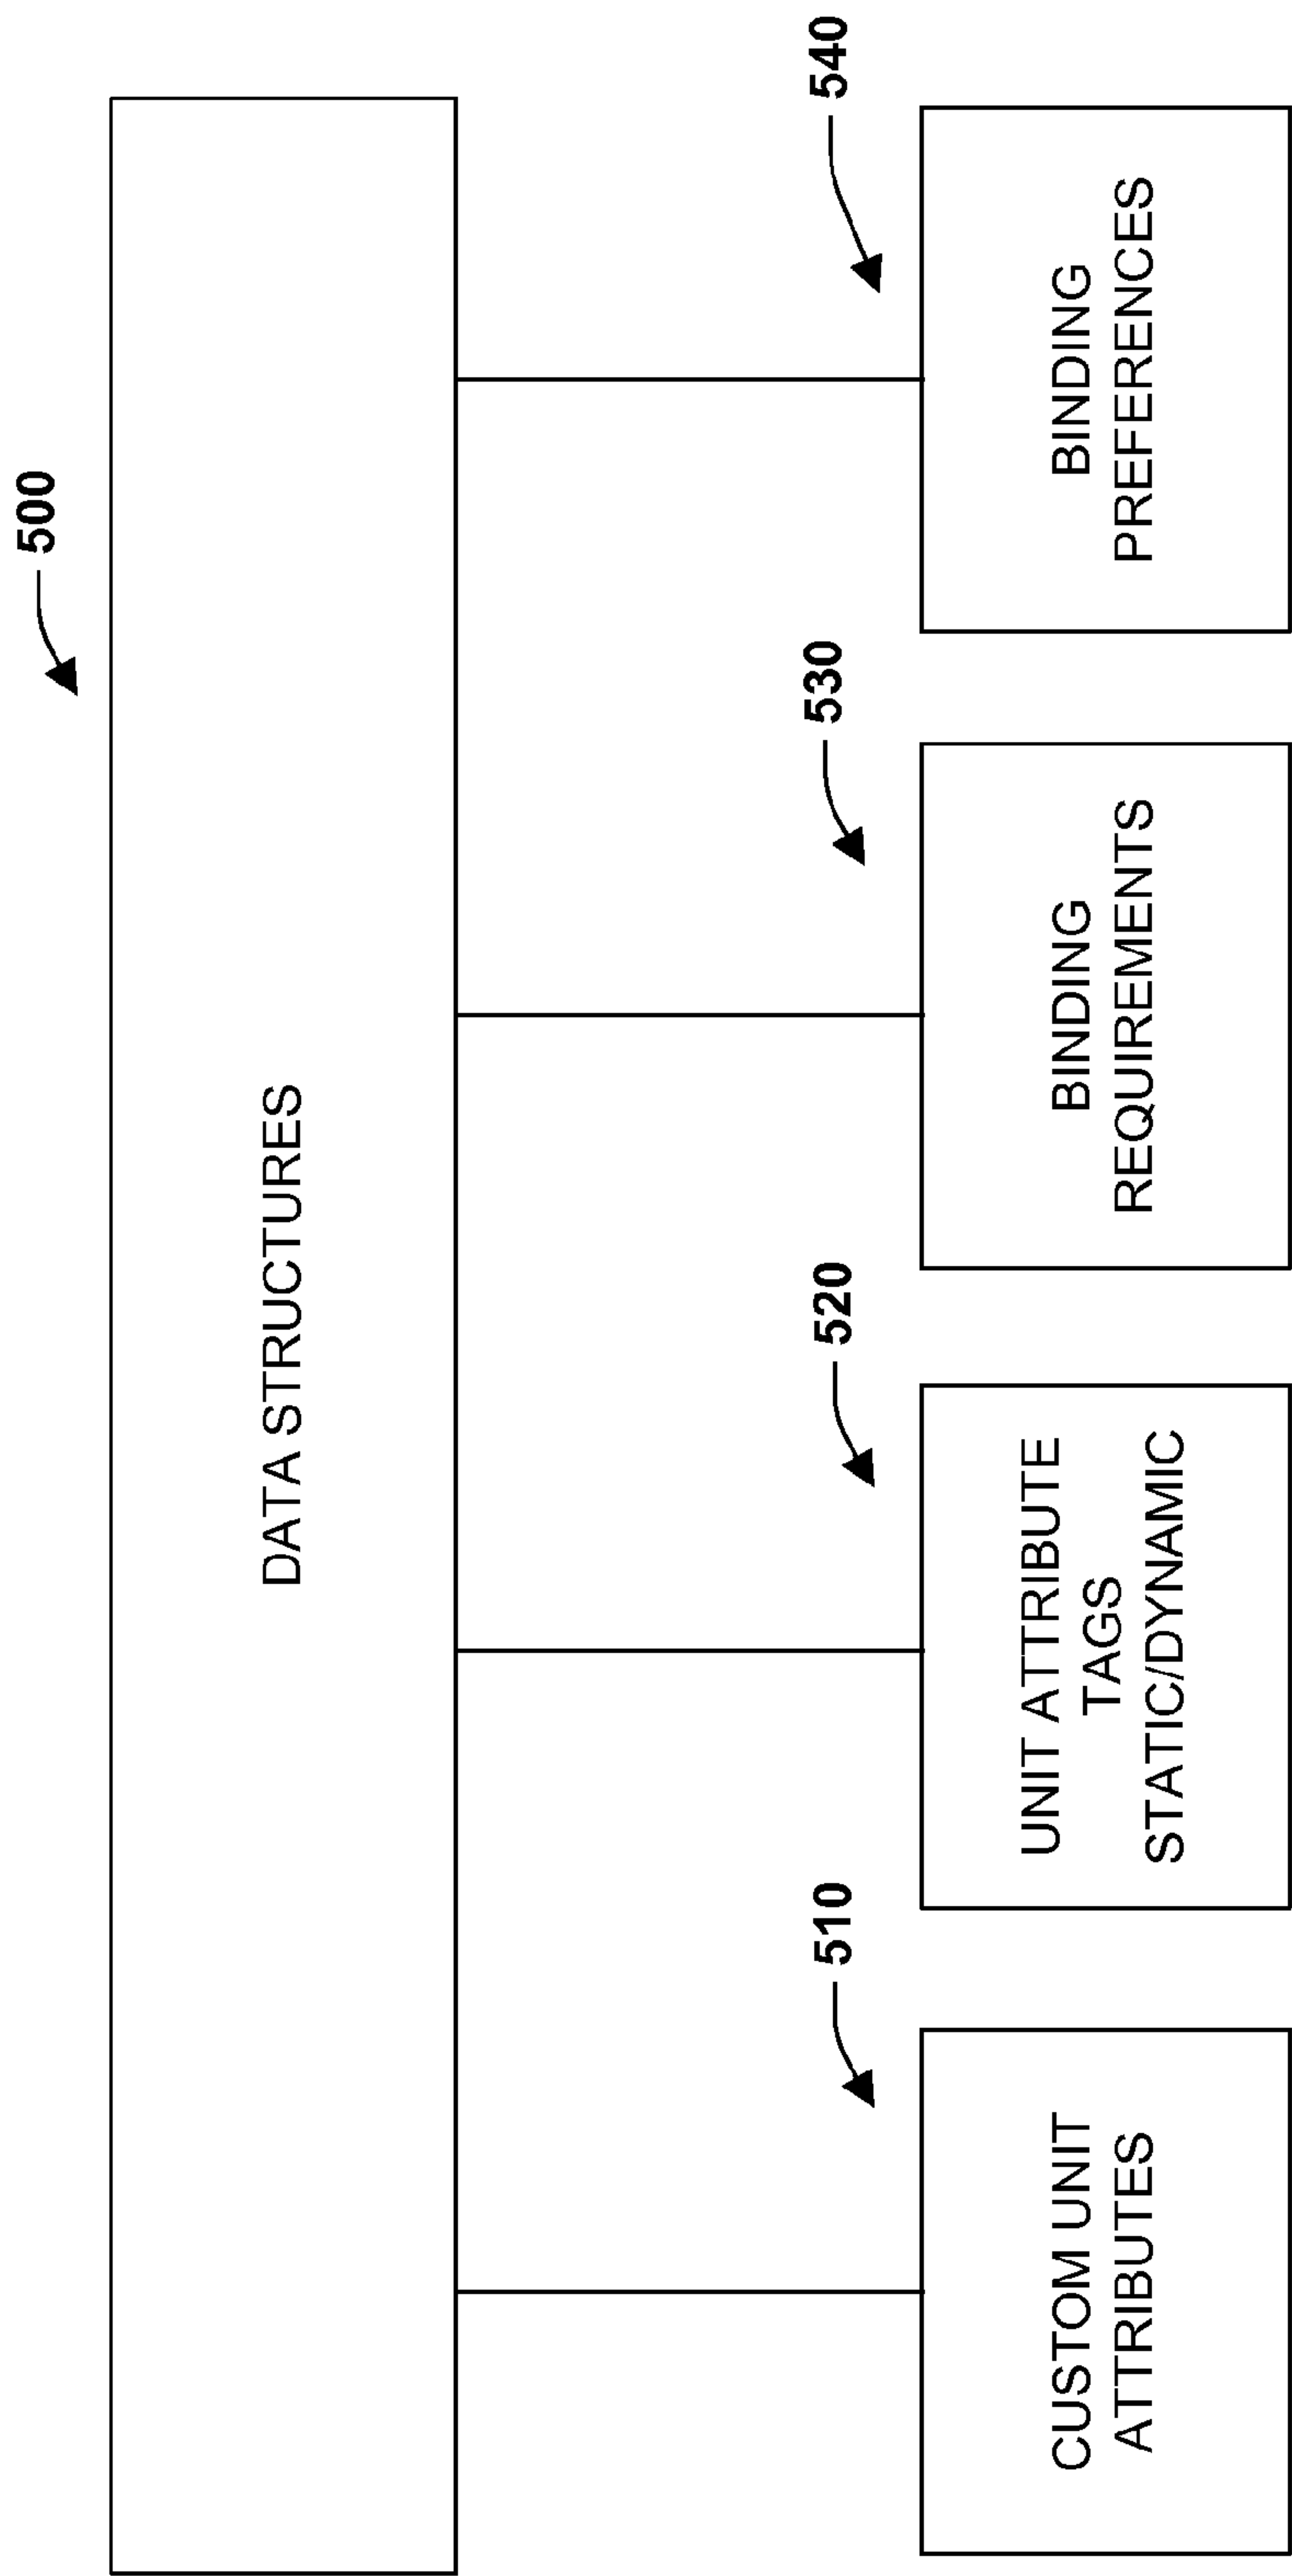 500
DATA STRUCTURES
510
CUSTOM UNIT
ATTRIBUTES
520
UNIT ATTRIBUTE
TAGS
STATIC/DYNAMIC
530
BINDING
REQUIREMENTS
540
BINDING
PREFERENCES